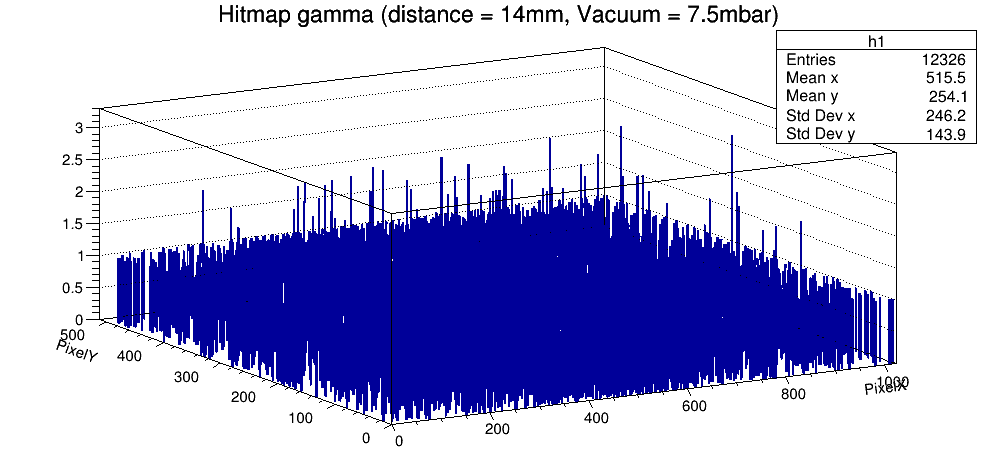 Hitmap gamma (distance = 14mm, Vacuum = 7.5mbar)
h1
Entries 12326
Mean x 515.5
Mean y 254.1
Std Dev x 246.2
Std Dev y 143.9
3
2.5
2
1.5
1
0.5
0
500
400
300
200
100
0
PixelY
0
200
400
600
800
1000
PixelX